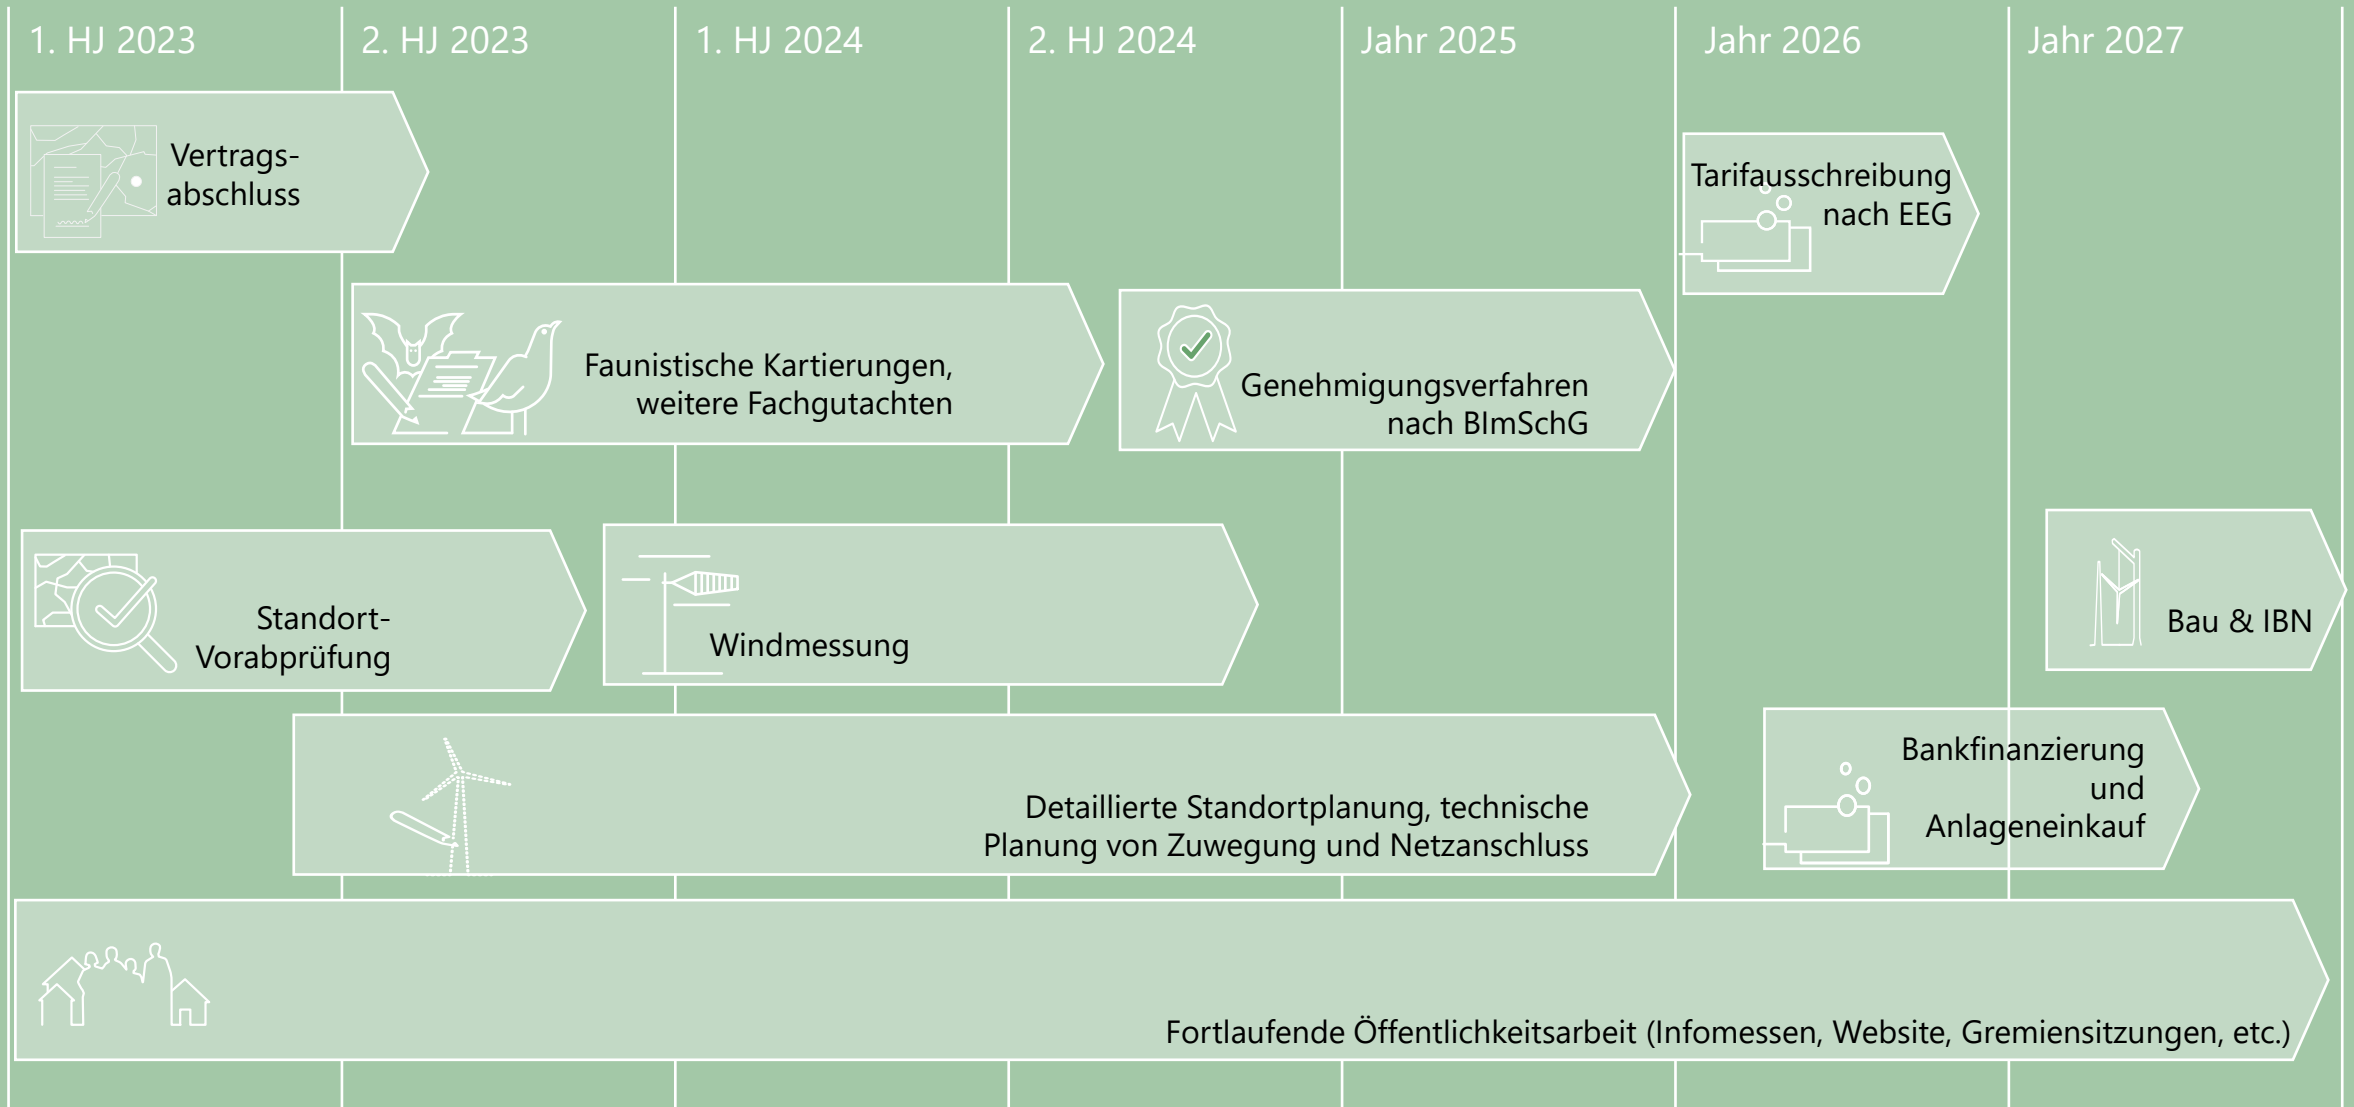 1. HJ 2023
2. HJ 2023
1. HJ 2024
2. HJ 2024
Jahr 2025
Jahr 2026
Jahr 2027
Vertrags-
abschluss
Tarifausschreibung
nach EEG
Faunistische Kartierungen,
weitere Fachgutachten
Genehmigungsverfahren
nach BImSchG
Standort-
Vorabprüfung
Windmessung
Bau & IBN
Detaillierte Standortplanung, technische
Planung von Zuwegung und Netzanschluss
Bankfinanzierung
und
Anlageneinkauf
Fortlaufende Öffentlichkeitsarbeit (Infomessen, Website, Gremiensitzungen, etc.)